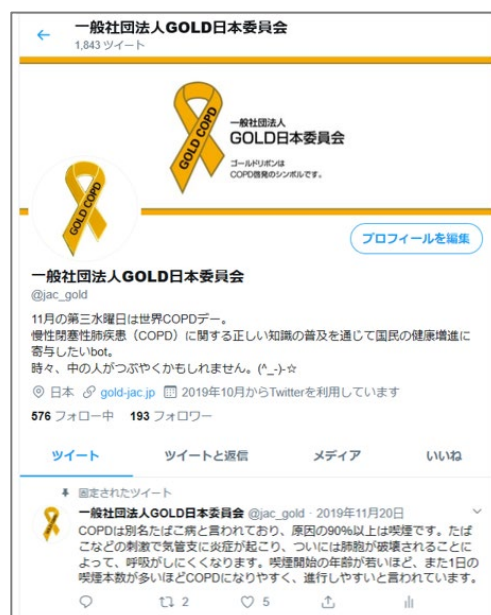 一般社団法人GOLD日本委員会
1,843 ツイート
GOLD COPD
一般社団法人
GOLD日本委員会
ゴールドリボンは
COPD啓発のシンボルです。
GOLD COPD
プロフィールを編集
一般社団法人GOLD日本委員会
@jac_gold
11月の第三水曜日は世界COPDデー。
慢性閉塞性肺疾患（COPD）に関する正しい知識の普及を通じて国民の健康増進に
寄与したいbot。
時々、中の人がつぶやくかもしれません。(^_-)-☆
日本 gold-jac.jp 2019年10月からTwitterを利用しています
576 フォロー中 193 フォロワー
ツイート ツイートと返信 メディア いいね
固定されたツイート
一般社団法人GOLD日本委員会 @jac_gold · 2019年11月20日
COPDは別名たばこ病と言われており、原因の90%以上は喫煙です。たば
こなどの刺激で気管支に炎症が起こり、ついには肺胞が破壊されることに
よって、呼吸がしにくくなります。喫煙開始の年齢が若いほど、また1日の
喫煙本数が多いほどCOPDになりやすく、進行しやすいと言われています。
2 5